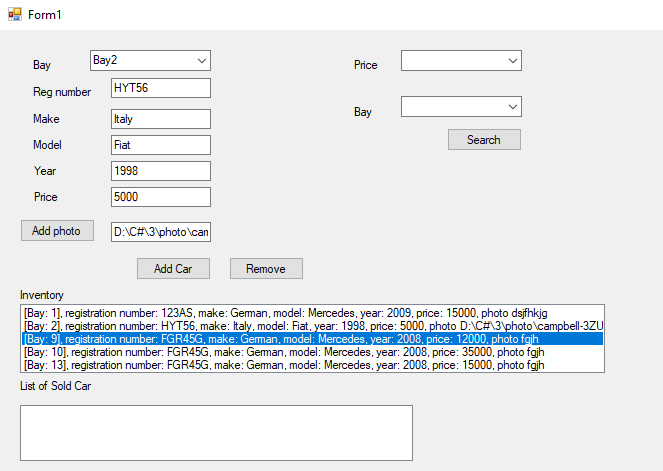 Form1
Bay Bay2
Reg number HYT56
Make Italy
Model Fiat
Year 1998
Price 5000
Add photo D:\C#\3\photo\cam
Price
Bay
Search
Add Car Remove
Inventory
[Bay: 1], registration number: 123AS, make: German, model: Mercedes, year: 2009, price: 15000, photo dsjfhkjg
[Bay: 2], registration number: HYT56, make: Italy, model: Fiat, year: 1998, price: 5000, photo D:\C#\3\photo\campbell-3ZU
[Bay: 9], registration number: FGR45G, make: German, model: Mercedes, year: 2008, price: 12000, photo fgjh
[Bay: 10], registration number: FGR45G, make: German, model: Mercedes, year: 2008, price: 35000, photo fgjh
[Bay: 13], registration number: FGR45G, make: German, model: Mercedes, year: 2008, price: 15000, photo fgjh
List of Sold Car